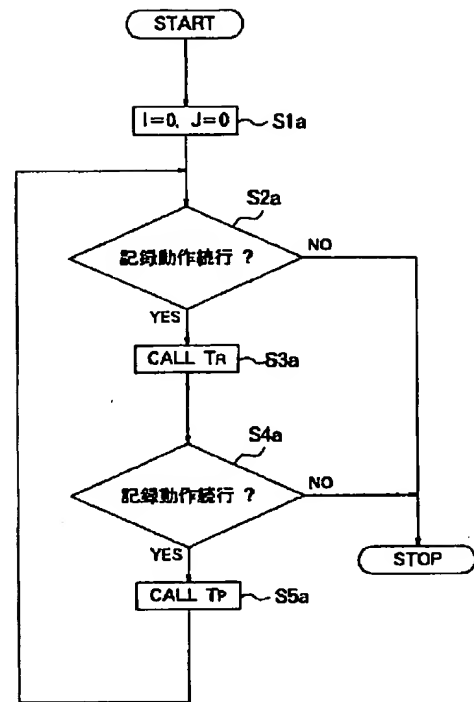 START
I=0, J=0
S1a
S2a
記録動作続行 ?
NO
YES
CALL TR
S3a
S4a
記録動作続行 ?
NO
YES
STOP
CALL TP
S5a